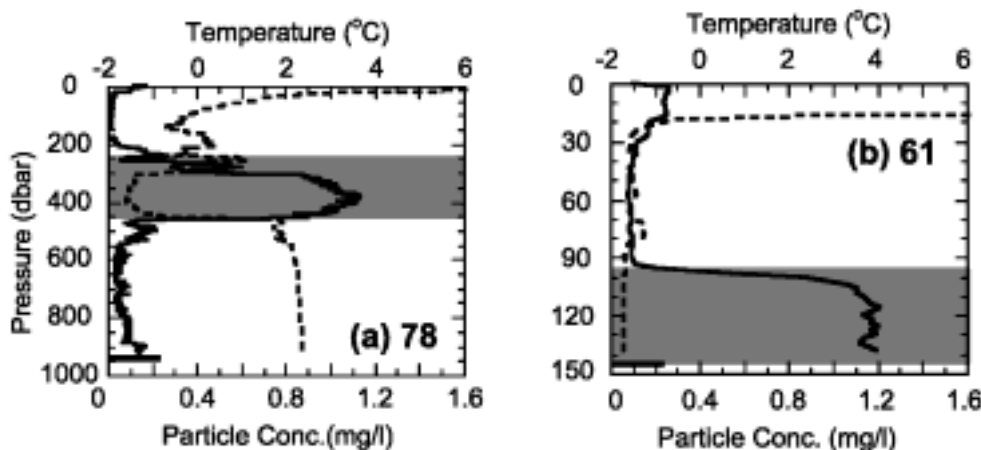 Temperature (°C)
-2 0 2 4 6
0
200
400
600
800
1000
Pressure (dbar)
(a) 78
0 0.4 0.8 1.2 1.6
Particle Conc.(mg/l)
Temperature (°C)
-2 0 2 4 6
0
30
60
90
120
150
(b) 61
0 0.4 0.8 1.2 1.6
Particle Conc.(mg/l)